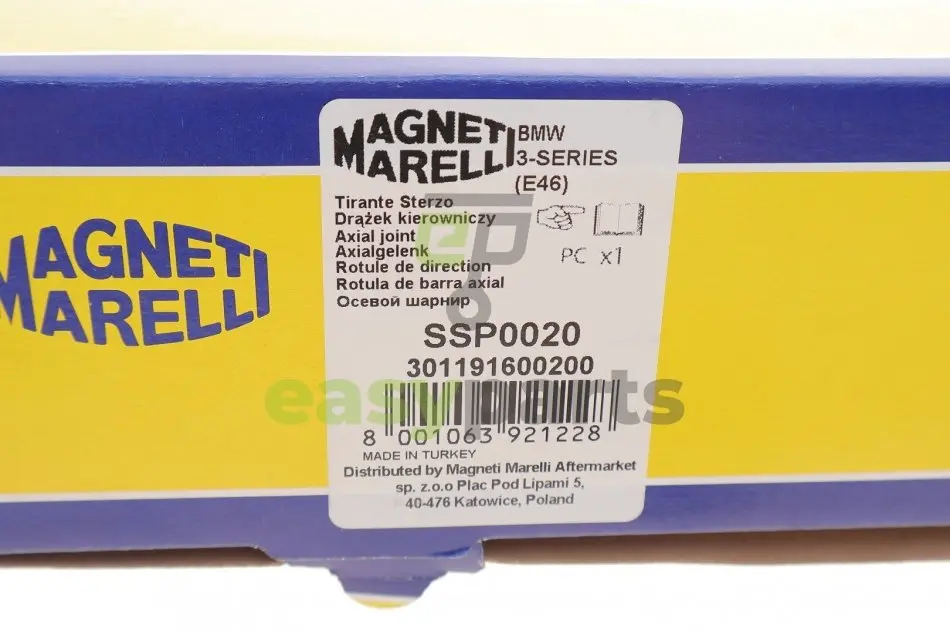 MAGNETI
MARELLI
MAGNETI
MARELLI
BMW
3-SERIES
(E46)
Tirante Sterzo
Drążek kierowniczy
Axial joint
Axialgelenk
Rotule de direction
Rotula de barra axial
Осевой шарнир
PC x1
ep
SSP0020
301191600200
easyparts
8 001063 921228
MADE IN TURKEY
Distributed by Magneti Marelli Aftermarket
sp. z.o.o Plac Pod Lipami 5,
40-476 Katowice, Poland